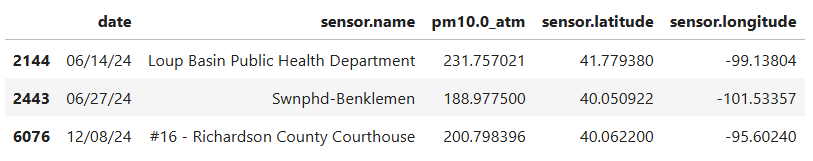 date sensor.name pm10.0_atm sensor.latitude sensor.longitude
2144 06/14/24 Loup Basin Public Health Department 231.757021 41.779380 -99.13804
2443 06/27/24 Swnphd-Benklemen 188.977500 40.050922 -101.53357
6076 12/08/24 #16 - Richardson County Courthouse 200.798396 40.062200 -95.60240